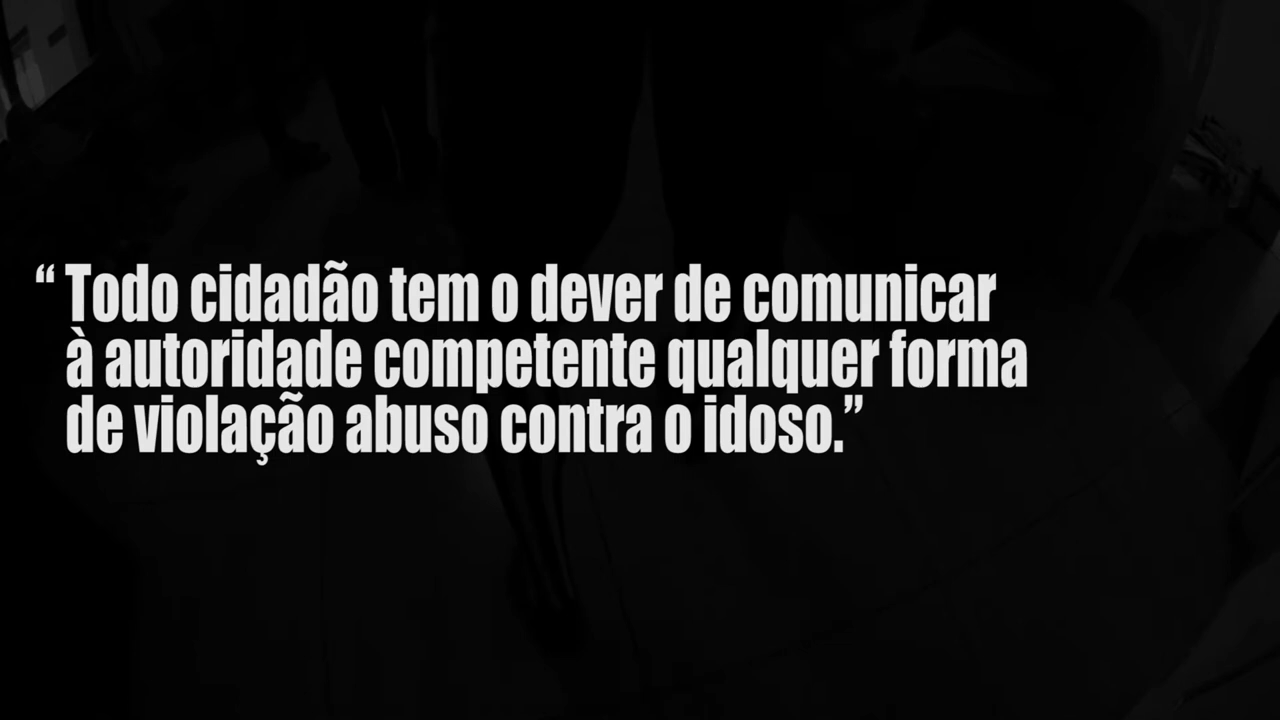 “ Todo cidadão tem o dever de comunicar
à autoridade competente qualquer forma
de violação abuso contra o idoso.”